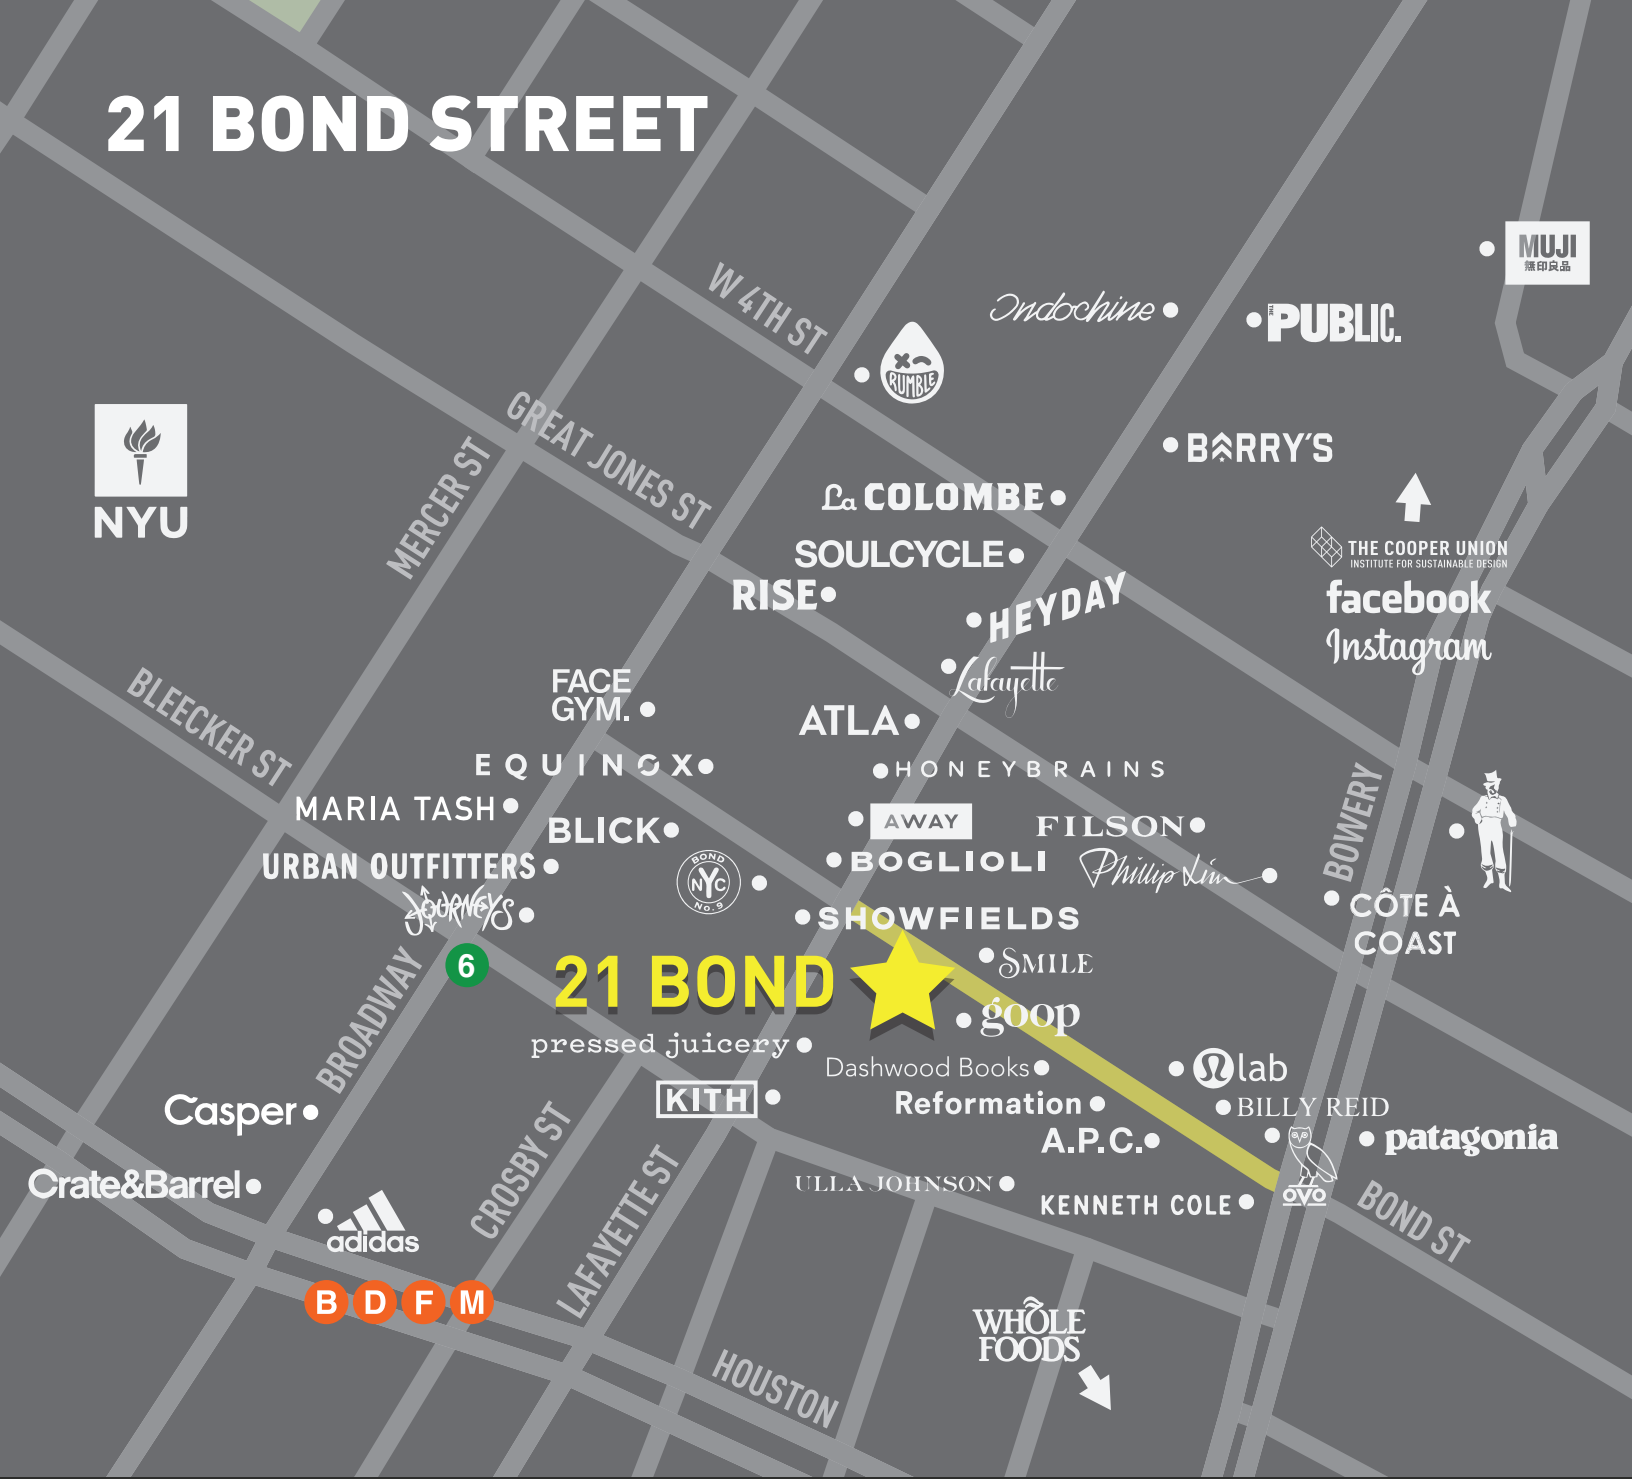 21 BOND STREET
MUJI
無印良品
Indochine
THE
PUBLIC.
W 4TH ST
RUMBLE
GREAT JONES ST
MERCER ST
NYU
BARRY'S
La COLOMBE
SOULCYCLE
RISE
HEYDAY
THE COOPER UNION
INSTITUTE FOR SUSTAINABLE DESIGN
facebook
Instagram
Lafayette
FACE
GYM.
ATLA
BLEECKER ST
EQUINOX
HONEYBRAINS
MARIA TASH
BLICK
AWAY
FILSON
BOWERY
URBAN OUTFITTERS
BOGLIOLI
Phillip Lim
BOND
NYC
No. 9
JOURNEYS
SHOWFIELDS
CÔTE À
COAST
6
21 BOND
SMILE
goop
BROADWAY
pressed juicery
Dashwood Books
lab
KITH
Reformation
BILLY REID
Casper
A.P.C.
patagonia
CROSBY ST
LAFAYETTE ST
Crate&Barrel
ULLA JOHNSON
KENNETH COLE
OVO
BOND ST
adidas
B D F M
WHOLE
FOODS
HOUSTON